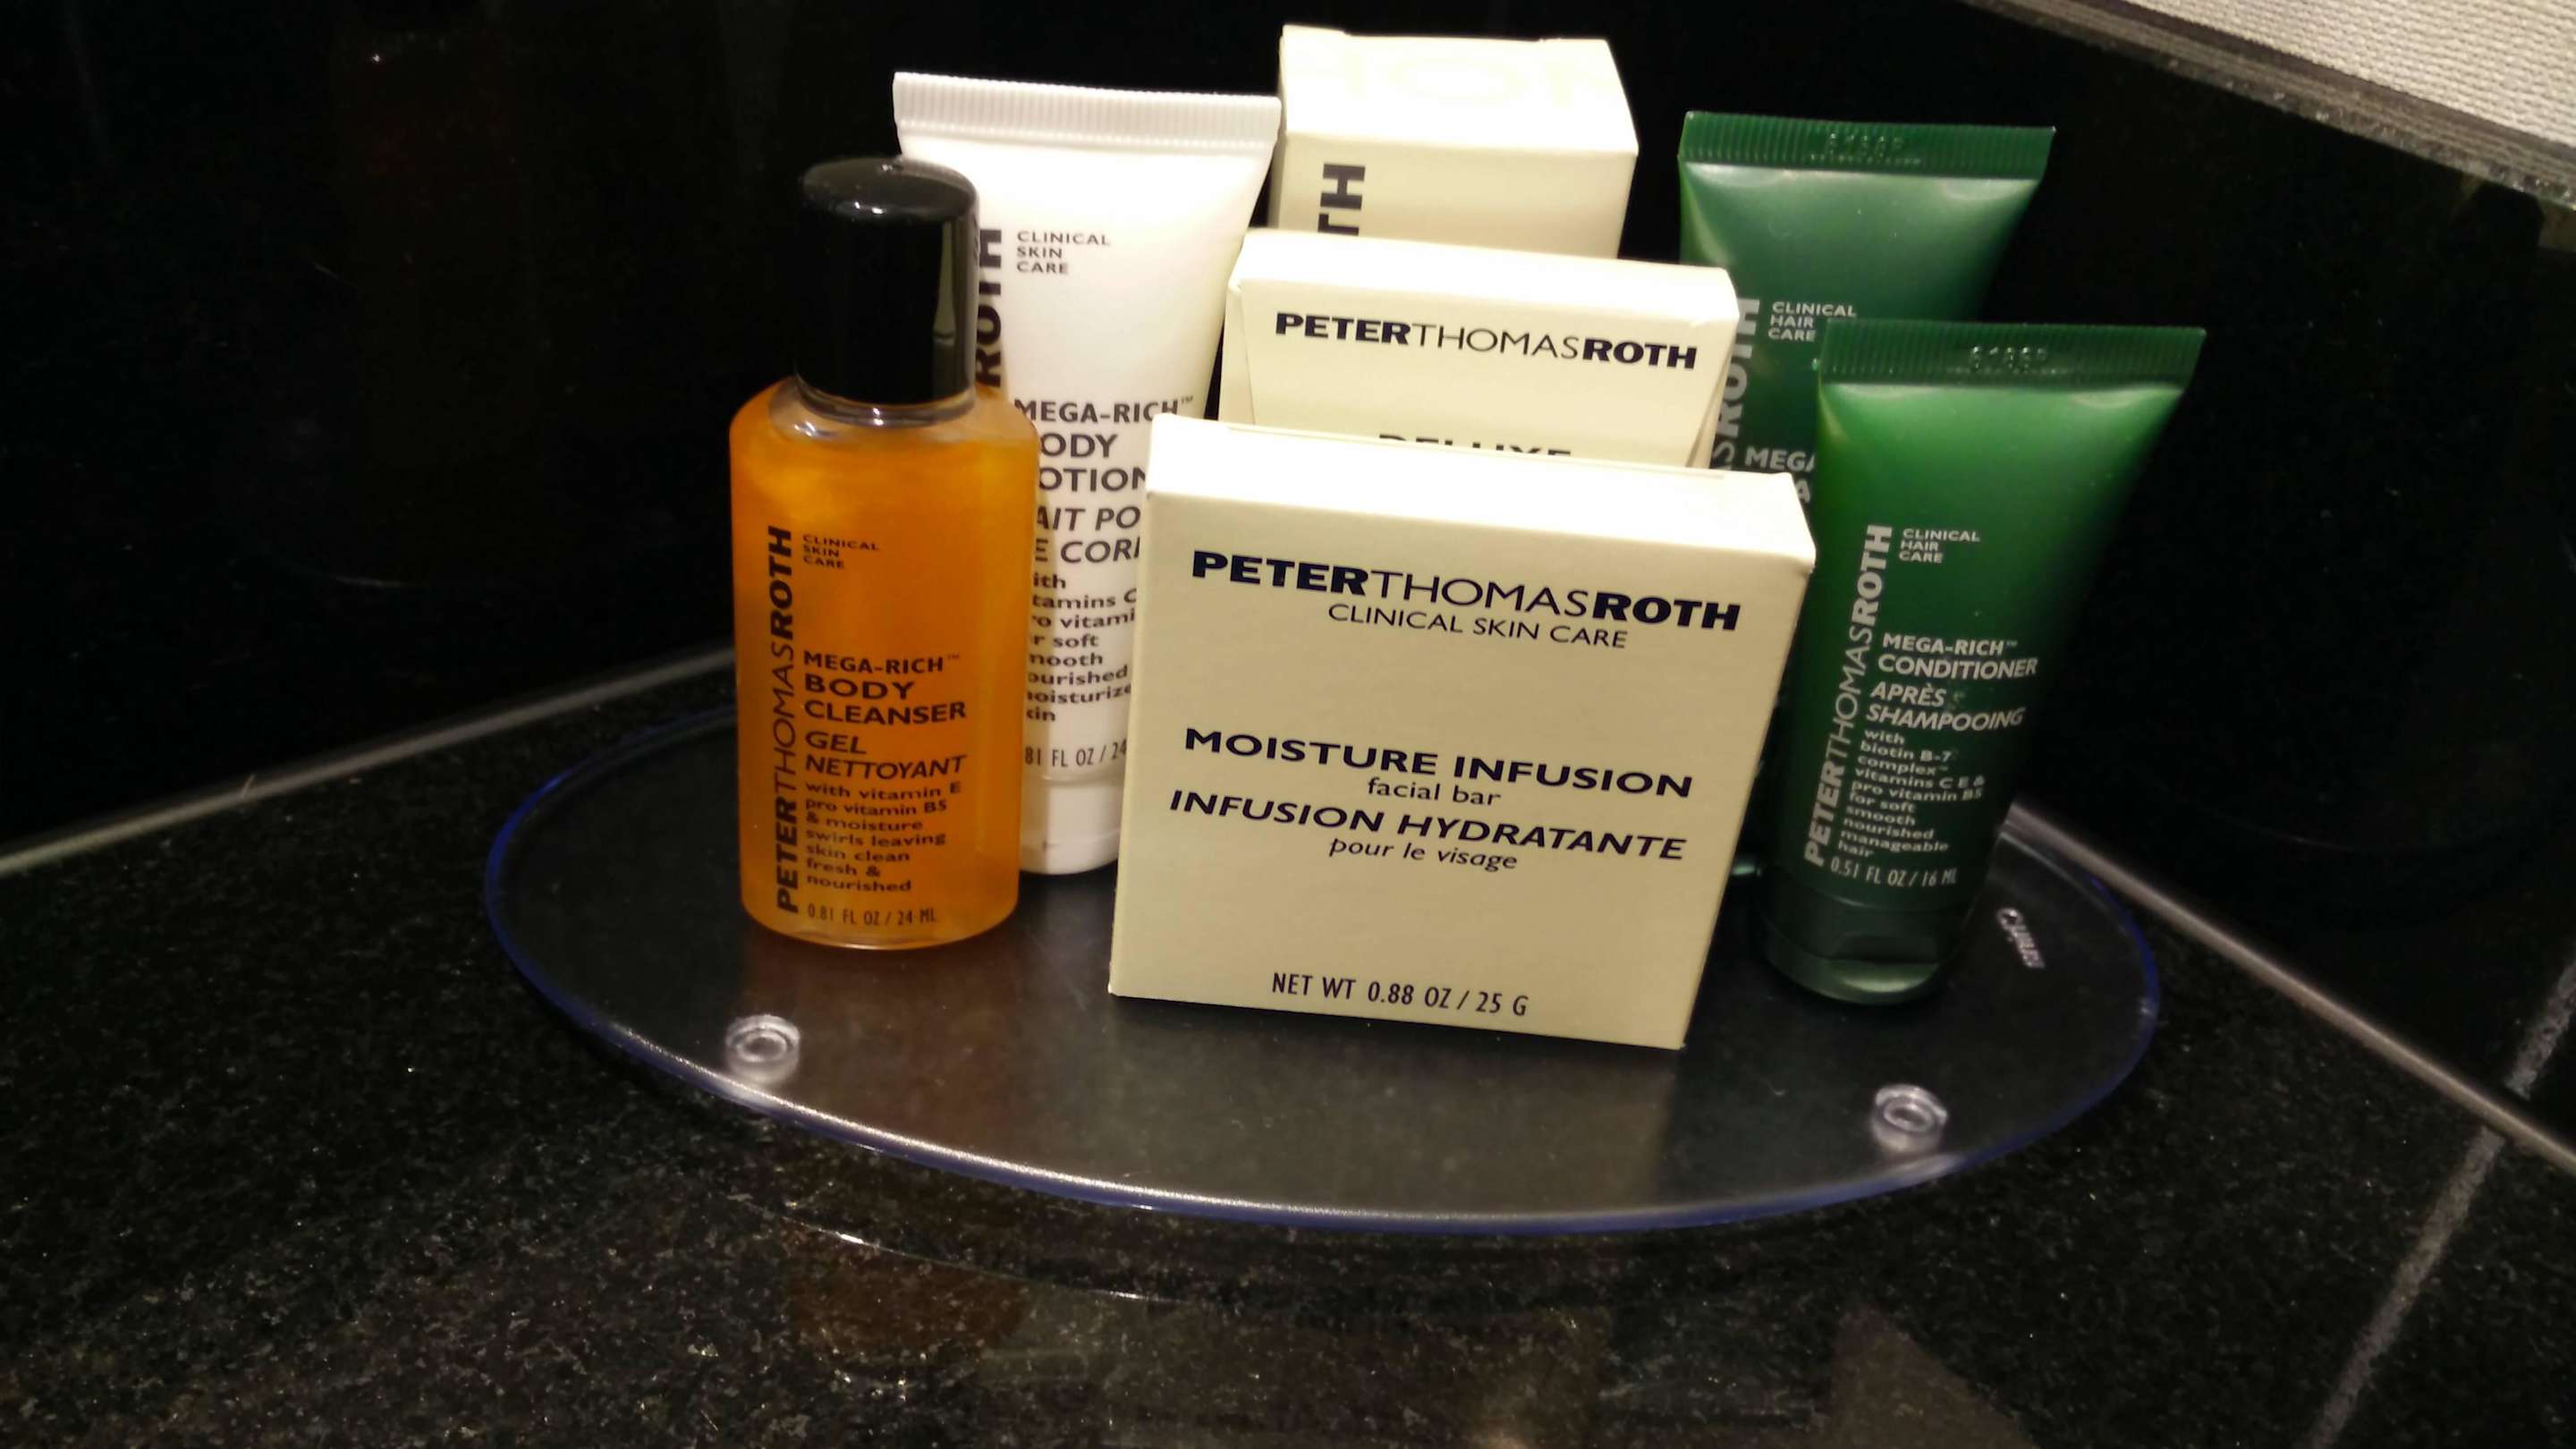 PETERTHOMASROTH
CLINICAL
SKIN
CARE
MEGA-RICH™
BODY
CLEANSER
GEL
NETTOYANT
with vitamin E
pro vitamin B5
& moisture
swirls leaving
skin clean
fresh &
nourished
0.81 FL OZ / 24 ML
ROTH
CLINICAL
SKIN
CARE
MEGA-RICH™
ODY
OTION
AIT PO
E COR
ith
tamins C
ro vitami
r soft
mooth
ourished
oisturize
kin
81 FL OZ / 24
TH
PETERTHOMASROTH
DELUXE
PETERTHOMASROTH
CLINICAL SKIN CARE
MOISTURE INFUSION
facial bar
INFUSION HYDRATANTE
pour le visage
NET WT 0.88 OZ / 25 G
SROTH
CLINICAL
HAIR
CARE
MEGA
PETERTHOMASROTH
CLINICAL
HAIR
CARE
MEGA-RICH™
CONDITIONER
APRÈS
SHAMPOOING
with
biotin B-7
complex™
vitamins C E &
pro vitamin B5
for soft
smooth
nourished
manageable
hair
0.51 FL OZ / 16 ML